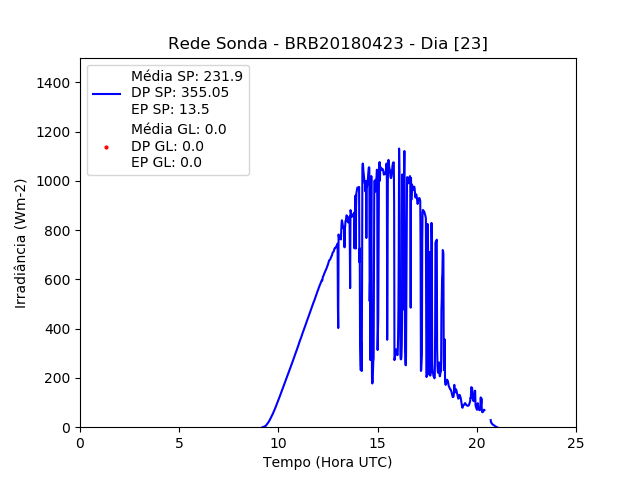 Rede Sonda - BRB20180423 - Dia [23]
Média SP: 231.9
DP SP: 355.05
EP SP: 13.5
Média GL: 0.0
DP GL: 0.0
EP GL: 0.0
Irradiância (Wm-2)
1400
1200
1000
800
600
400
200
0
0 5 10 15 20 25
Tempo (Hora UTC)